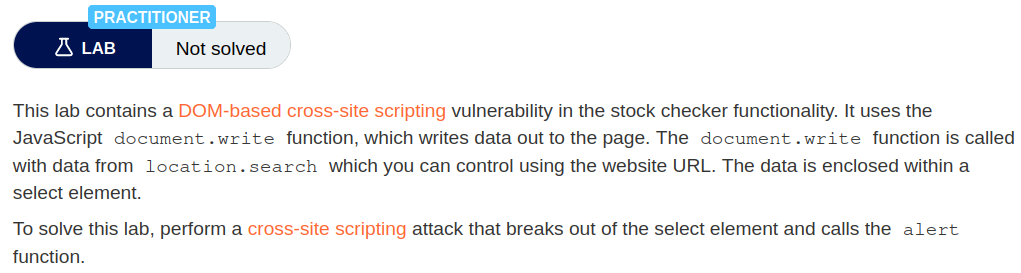 PRACTITIONER
LAB Not solved
This lab contains a DOM-based cross-site scripting vulnerability in the stock checker functionality. It uses the
JavaScript document.write function, which writes data out to the page. The document.write function is called
with data from location.search which you can control using the website URL. The data is enclosed within a
select element.
To solve this lab, perform a cross-site scripting attack that breaks out of the select element and calls the alert
function.